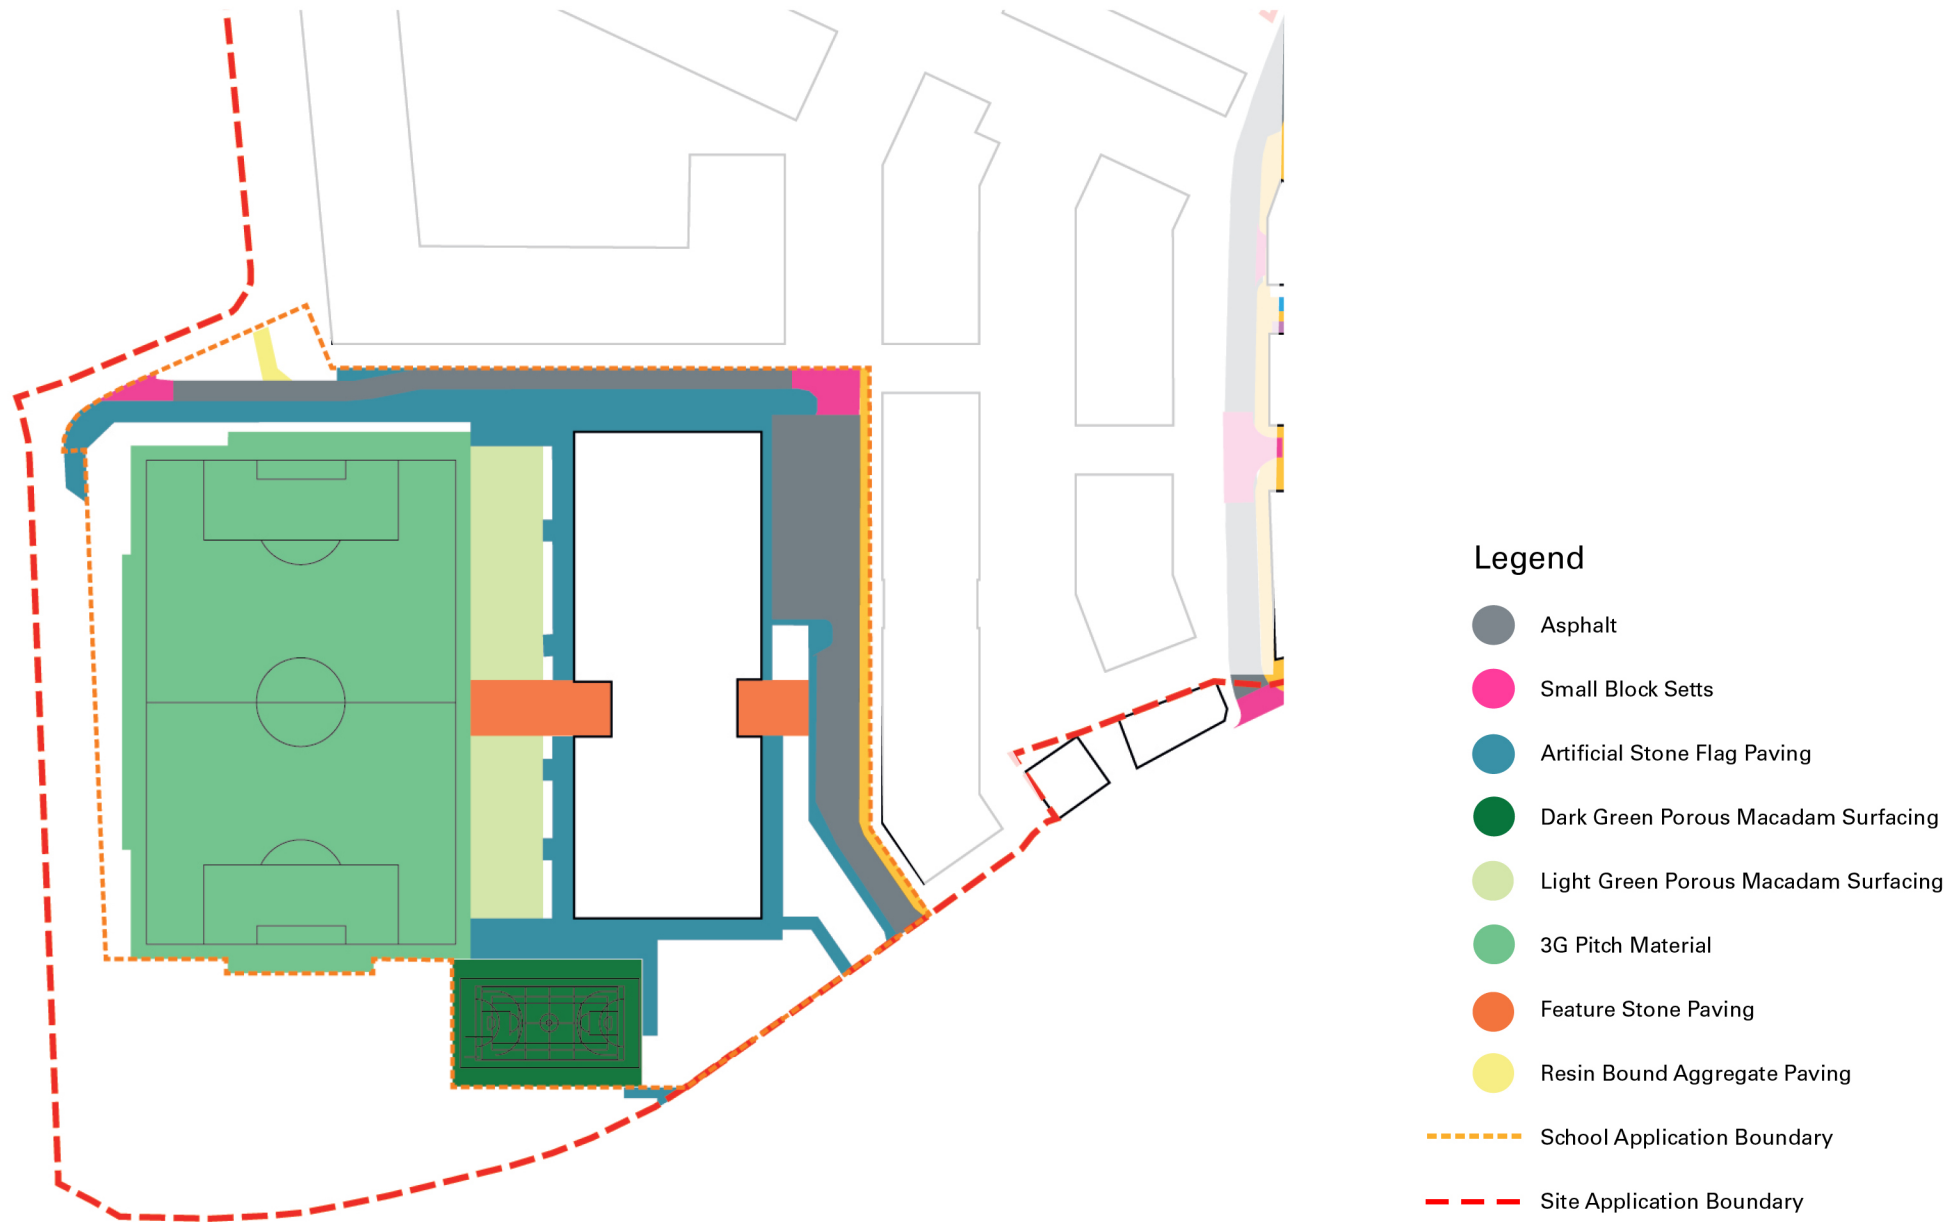 Legend
Asphalt
Small Block Setts
Artificial Stone Flag Paving
Dark Green Porous Macadam Surfacing
Light Green Porous Macadam Surfacing
3G Pitch Material
Feature Stone Paving
Resin Bound Aggregate Paving
School Application Boundary
Site Application Boundary